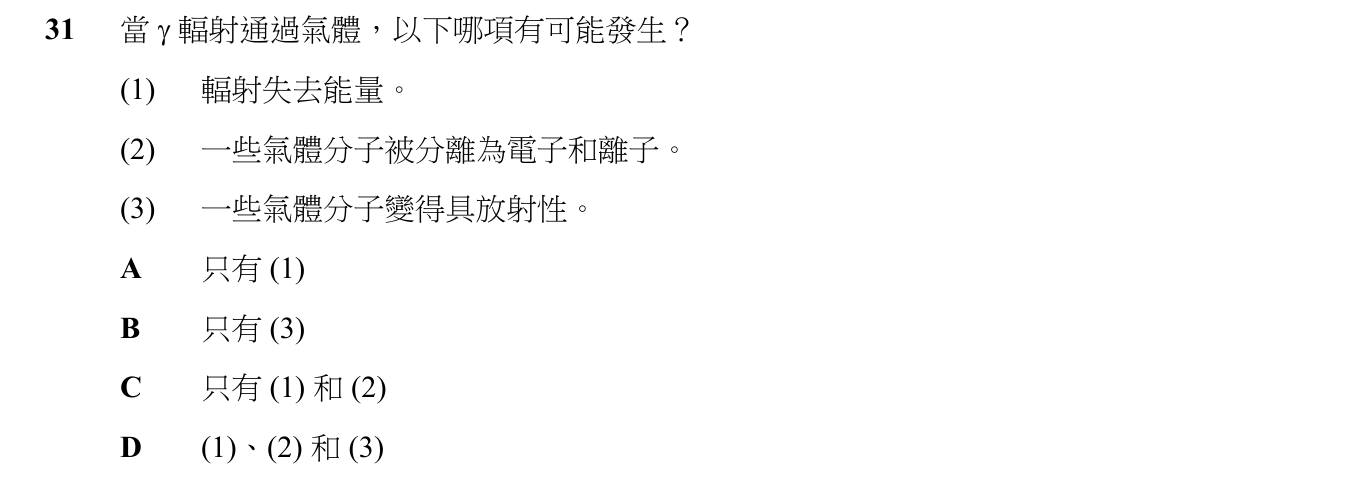 31 當 γ 輻射通過氣體，以下哪項有可能發生？
(1) 輻射失去能量。
(2) 一些氣體分子被分離為電子和離子。
(3) 一些氣體分子變得具放射性。
A 只有 (1)
B 只有 (3)
C 只有 (1) 和 (2)
D (1)、(2) 和 (3)